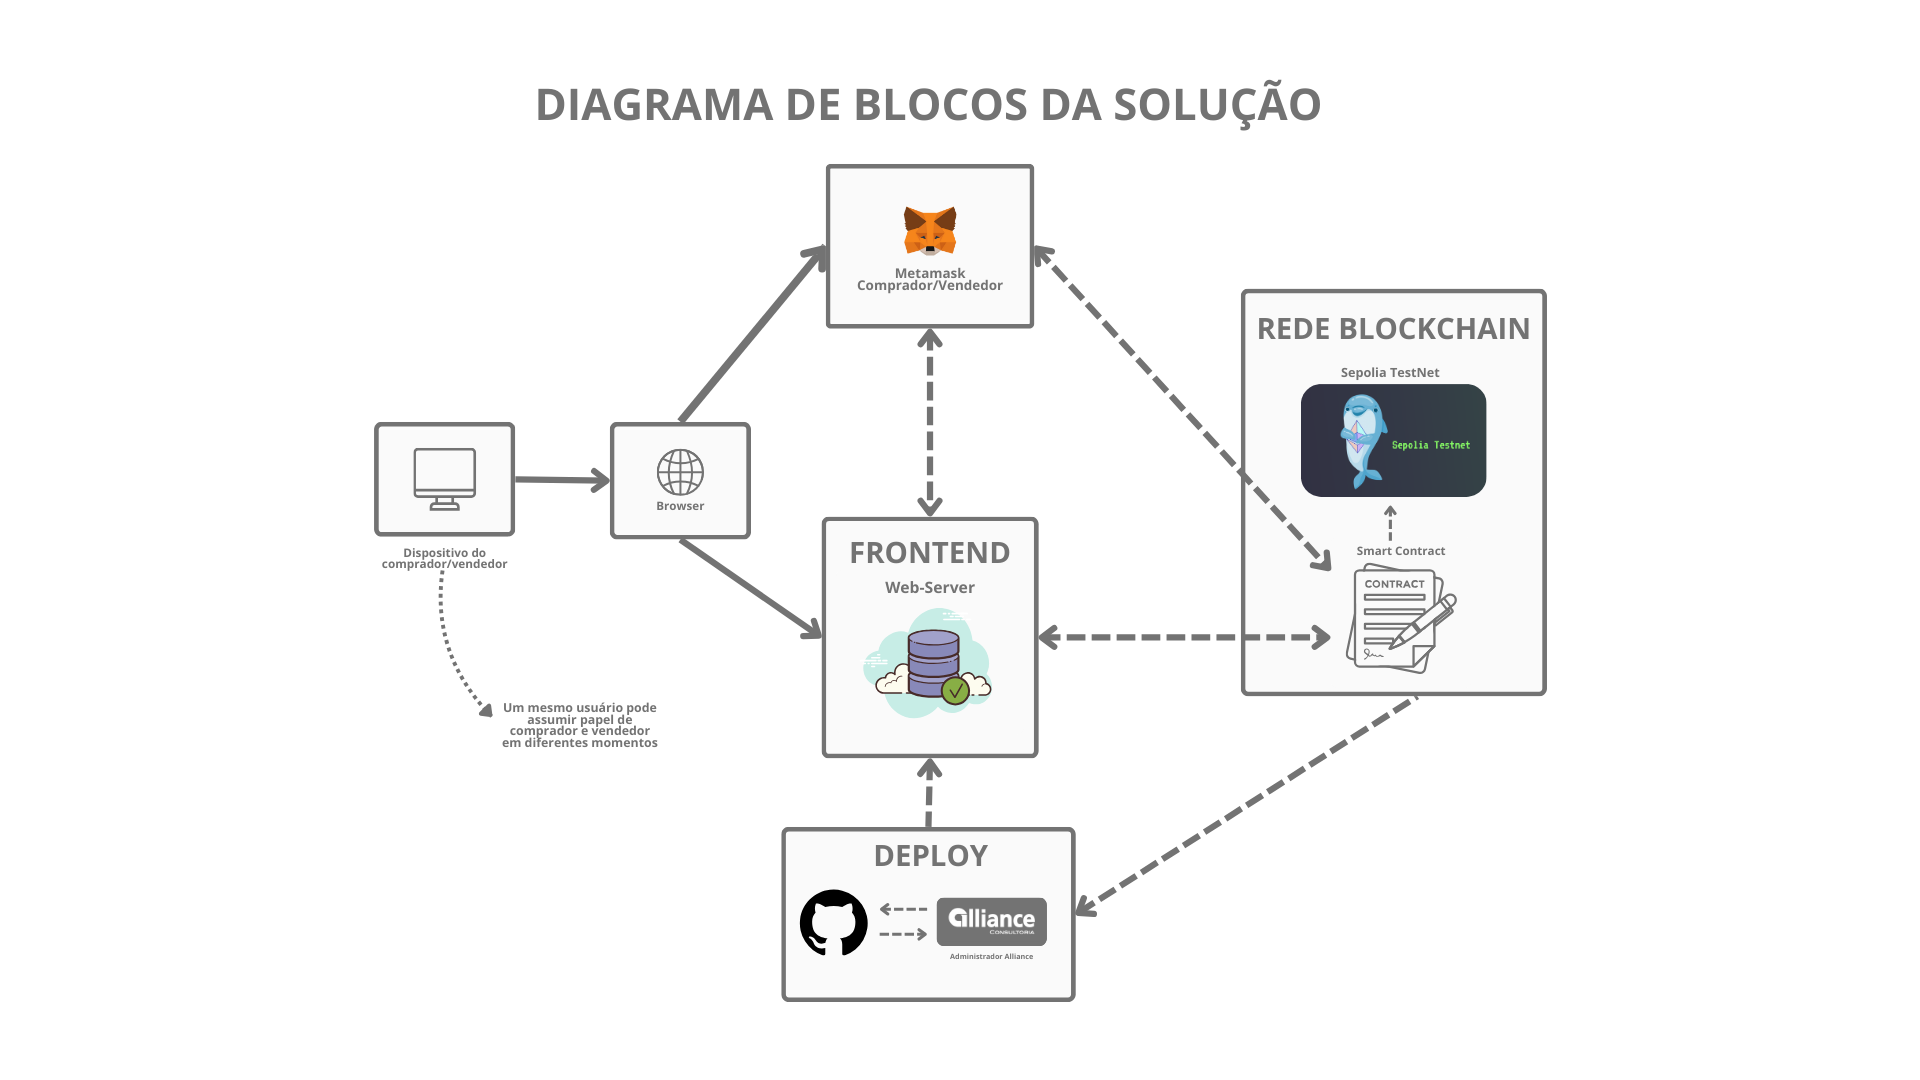 DIAGRAMA DE BLOCOS DA SOLUÇÃO
Metamask
Comprador/Vendedor
REDE BLOCKCHAIN
Sepolia TestNet
Sepolia Testnet
Smart Contract
CONTRACT
Browser
Dispositivo do
comprador/vendedor
Um mesmo usuário pode
assumir papel de
comprador e vendedor
em diferentes momentos
FRONTEND
Web-Server
DEPLOY
alliance
CONSULTORIA
Administrador Alliance